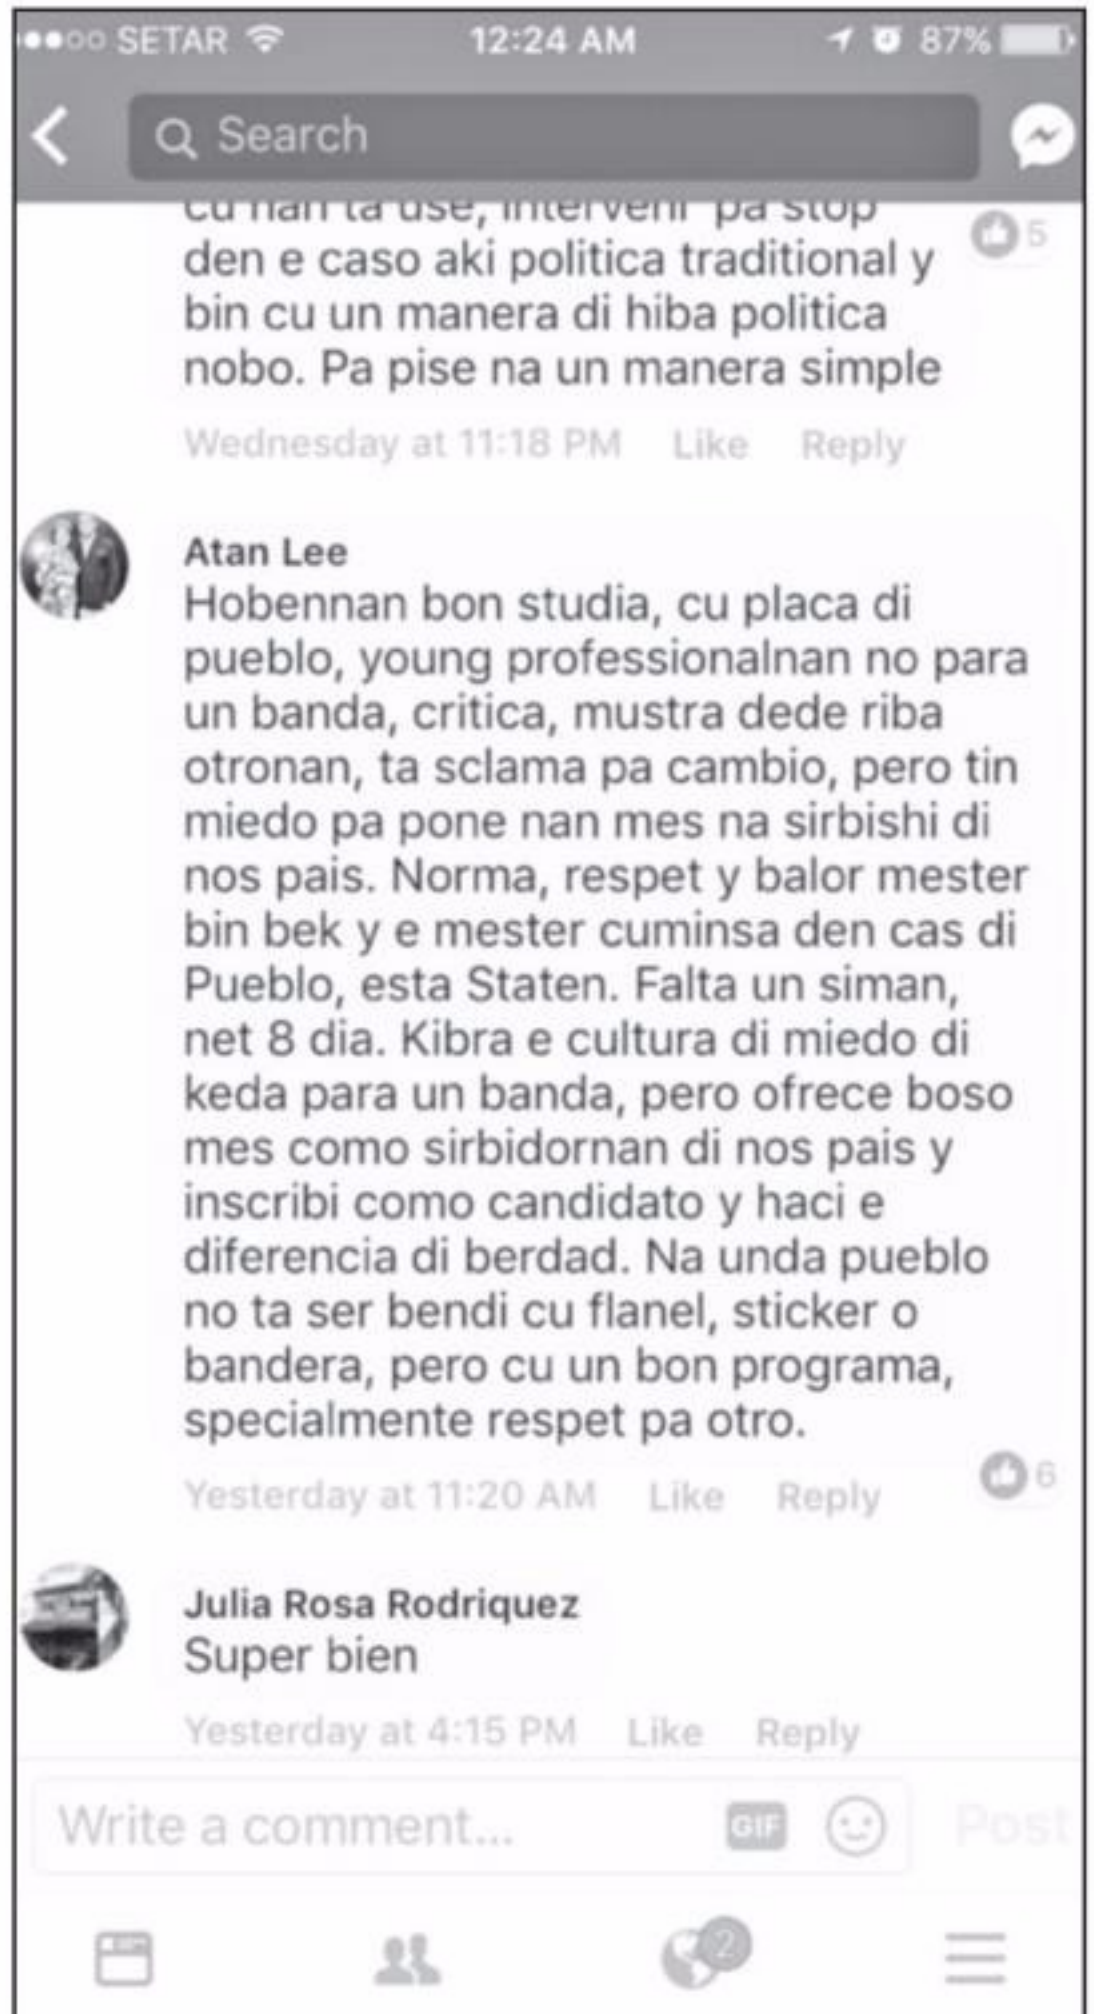 SETAR 12:24 AM 87%
Search
cu nan ta use, interveni pa stop
5
den e caso aki politica traditional y
bin cu un manera di hiba politica
nobo. Pa pise na un manera simple
Wednesday at 11:18 PM Like Reply
Atan Lee
Hobennan bon studia, cu placa di
pueblo, young professionalnan no para
un banda, critica, mustra dede riba
otronan, ta sclama pa cambio, pero tin
miedo pa pone nan mes na sirbishi di
nos pais. Norma, respet y balor mester
bin bek y e mester cuminsa den cas di
Pueblo, esta Staten. Falta un siman,
net 8 dia. Kibra e cultura di miedo di
keda para un banda, pero ofrece boso
mes como sirbidornan di nos pais y
inscribi como candidato y haci e
diferencia di berdad. Na unda pueblo
no ta ser bendi cu flanel, sticker o
bandera, pero cu un bon programa,
specialmente respet pa otro.
Yesterday at 11:20 AM Like Reply 6
Julia Rosa Rodriquez
Super bien
Yesterday at 4:15 PM Like Reply
Write a comment... GIF Post
2